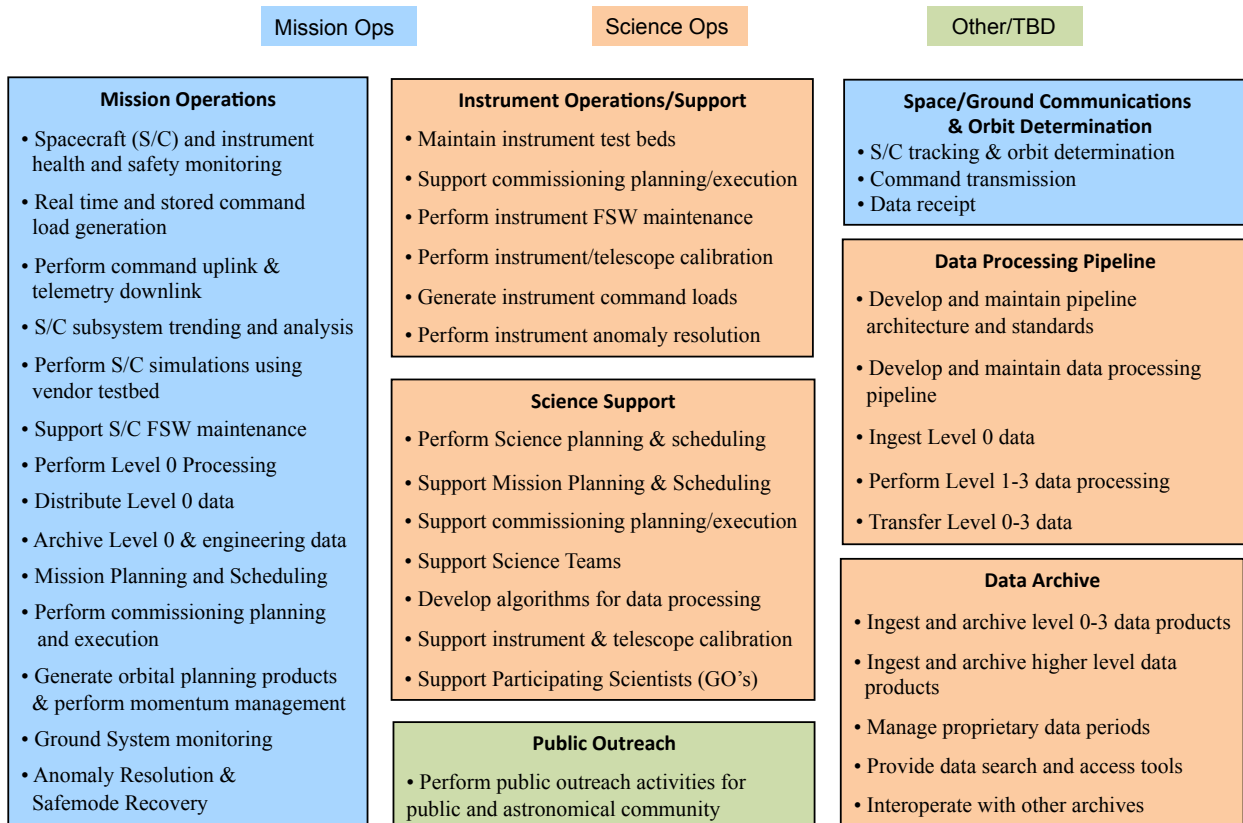 Mission Ops
Science Ops
Other/TBD
Mission Operations
• Spacecraft (S/C) and instrument
health and safety monitoring
• Real time and stored command
load generation
• Perform command uplink &
telemetry downlink
• S/C subsystem trending and analysis
• Perform S/C simulations using
vendor testbed
• Support S/C FSW maintenance
• Perform Level 0 Processing
• Distribute Level 0 data
• Archive Level 0 & engineering data
• Mission Planning and Scheduling
• Perform commissioning planning
and execution
• Generate orbital planning products
& perform momentum management
• Ground System monitoring
• Anomaly Resolution &
Safemode Recovery
Instrument Operations/Support
• Maintain instrument test beds
• Support commissioning planning/execution
• Perform instrument FSW maintenance
• Perform instrument/telescope calibration
• Generate instrument command loads
• Perform instrument anomaly resolution
Science Support
• Perform Science planning & scheduling
• Support Mission Planning & Scheduling
• Support commissioning planning/execution
• Support Science Teams
• Develop algorithms for data processing
• Support instrument & telescope calibration
• Support Participating Scientists (GO's)
Public Outreach
• Perform public outreach activities for
public and astronomical community
Space/Ground Communications
& Orbit Determination
• S/C tracking & orbit determination
• Command transmission
• Data receipt
Data Processing Pipeline
• Develop and maintain pipeline
architecture and standards
• Develop and maintain data processing
pipeline
• Ingest Level 0 data
• Perform Level 1-3 data processing
• Transfer Level 0-3 data
Data Archive
• Ingest and archive level 0-3 data products
• Ingest and archive higher level data
products
• Manage proprietary data periods
• Provide data search and access tools
• Interoperate with other archives